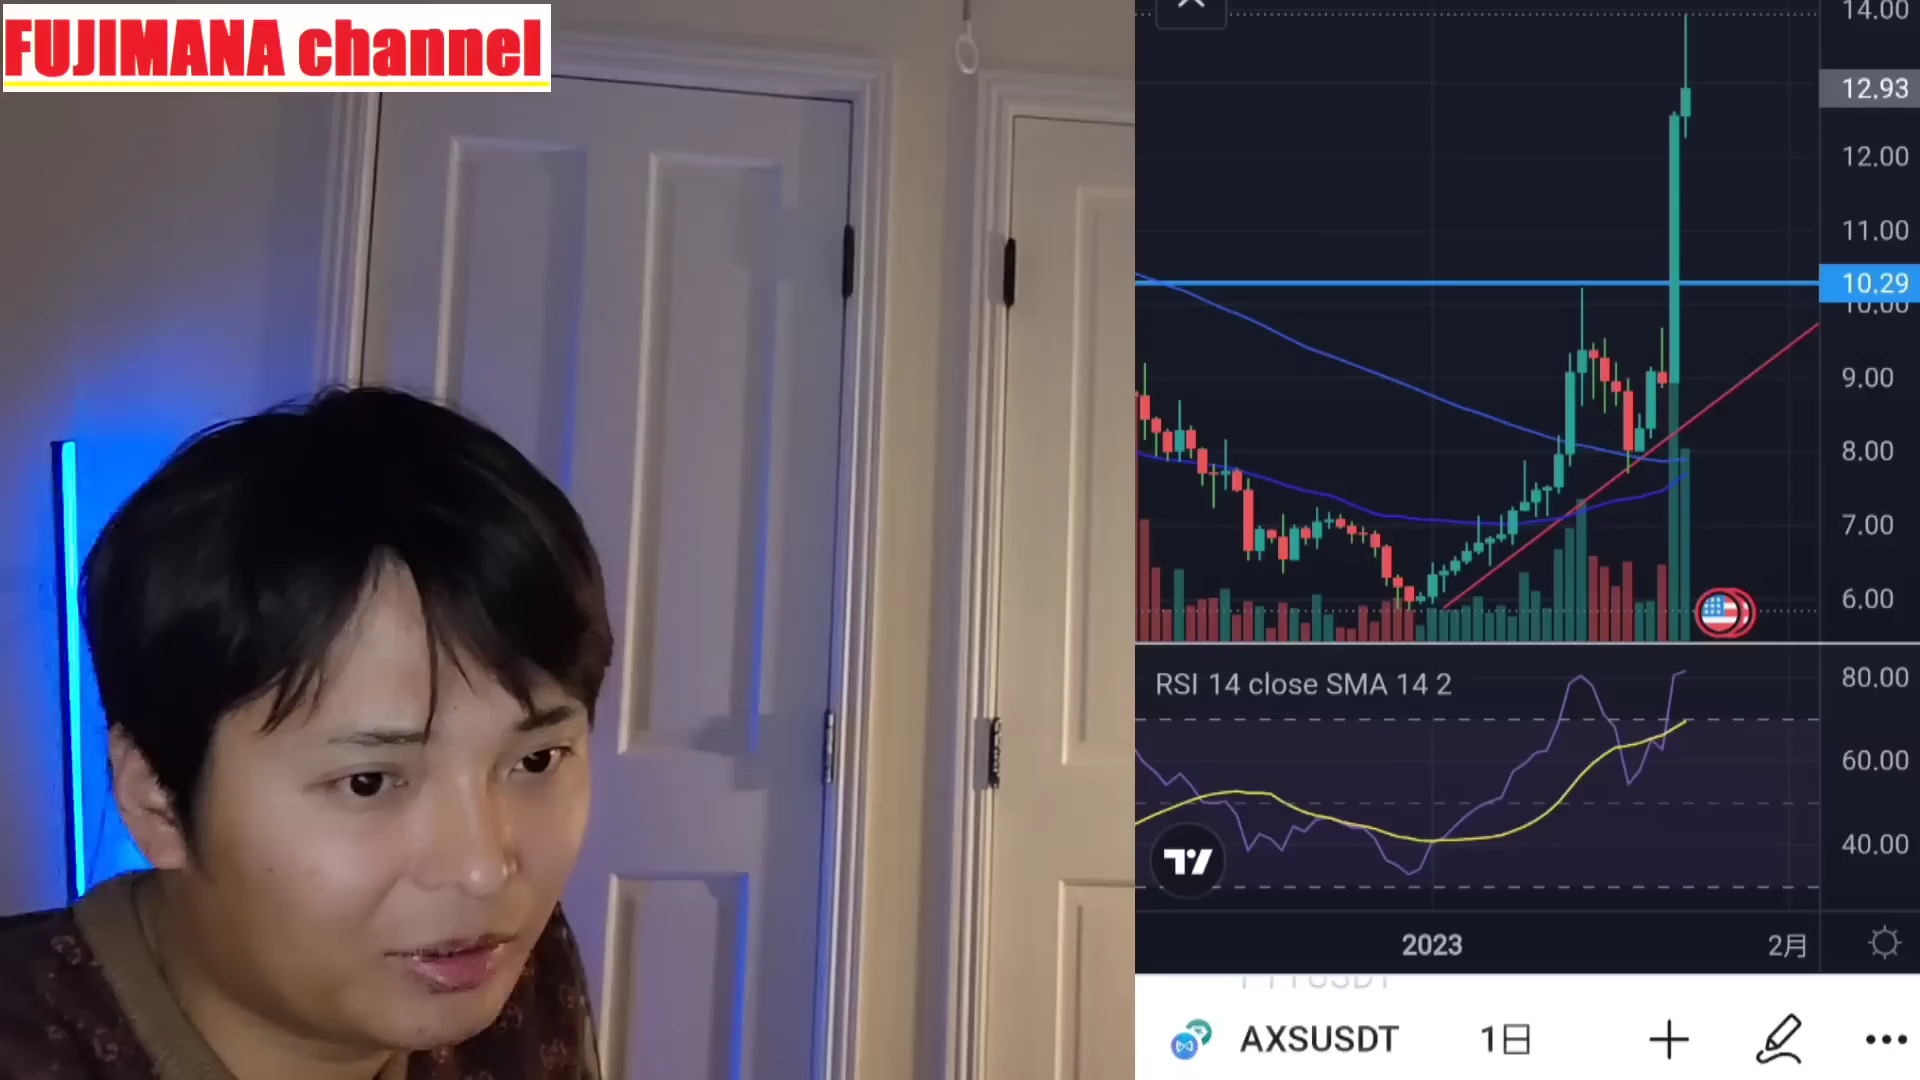 FUJIMANA channel
14.00
12.93
12.00
11.00
10.29
10.00
9.00
8.00
7.00
6.00
RSI 14 close SMA 14 2
80.00
60.00
40.00
2023
2月
AXSUSDT
1日